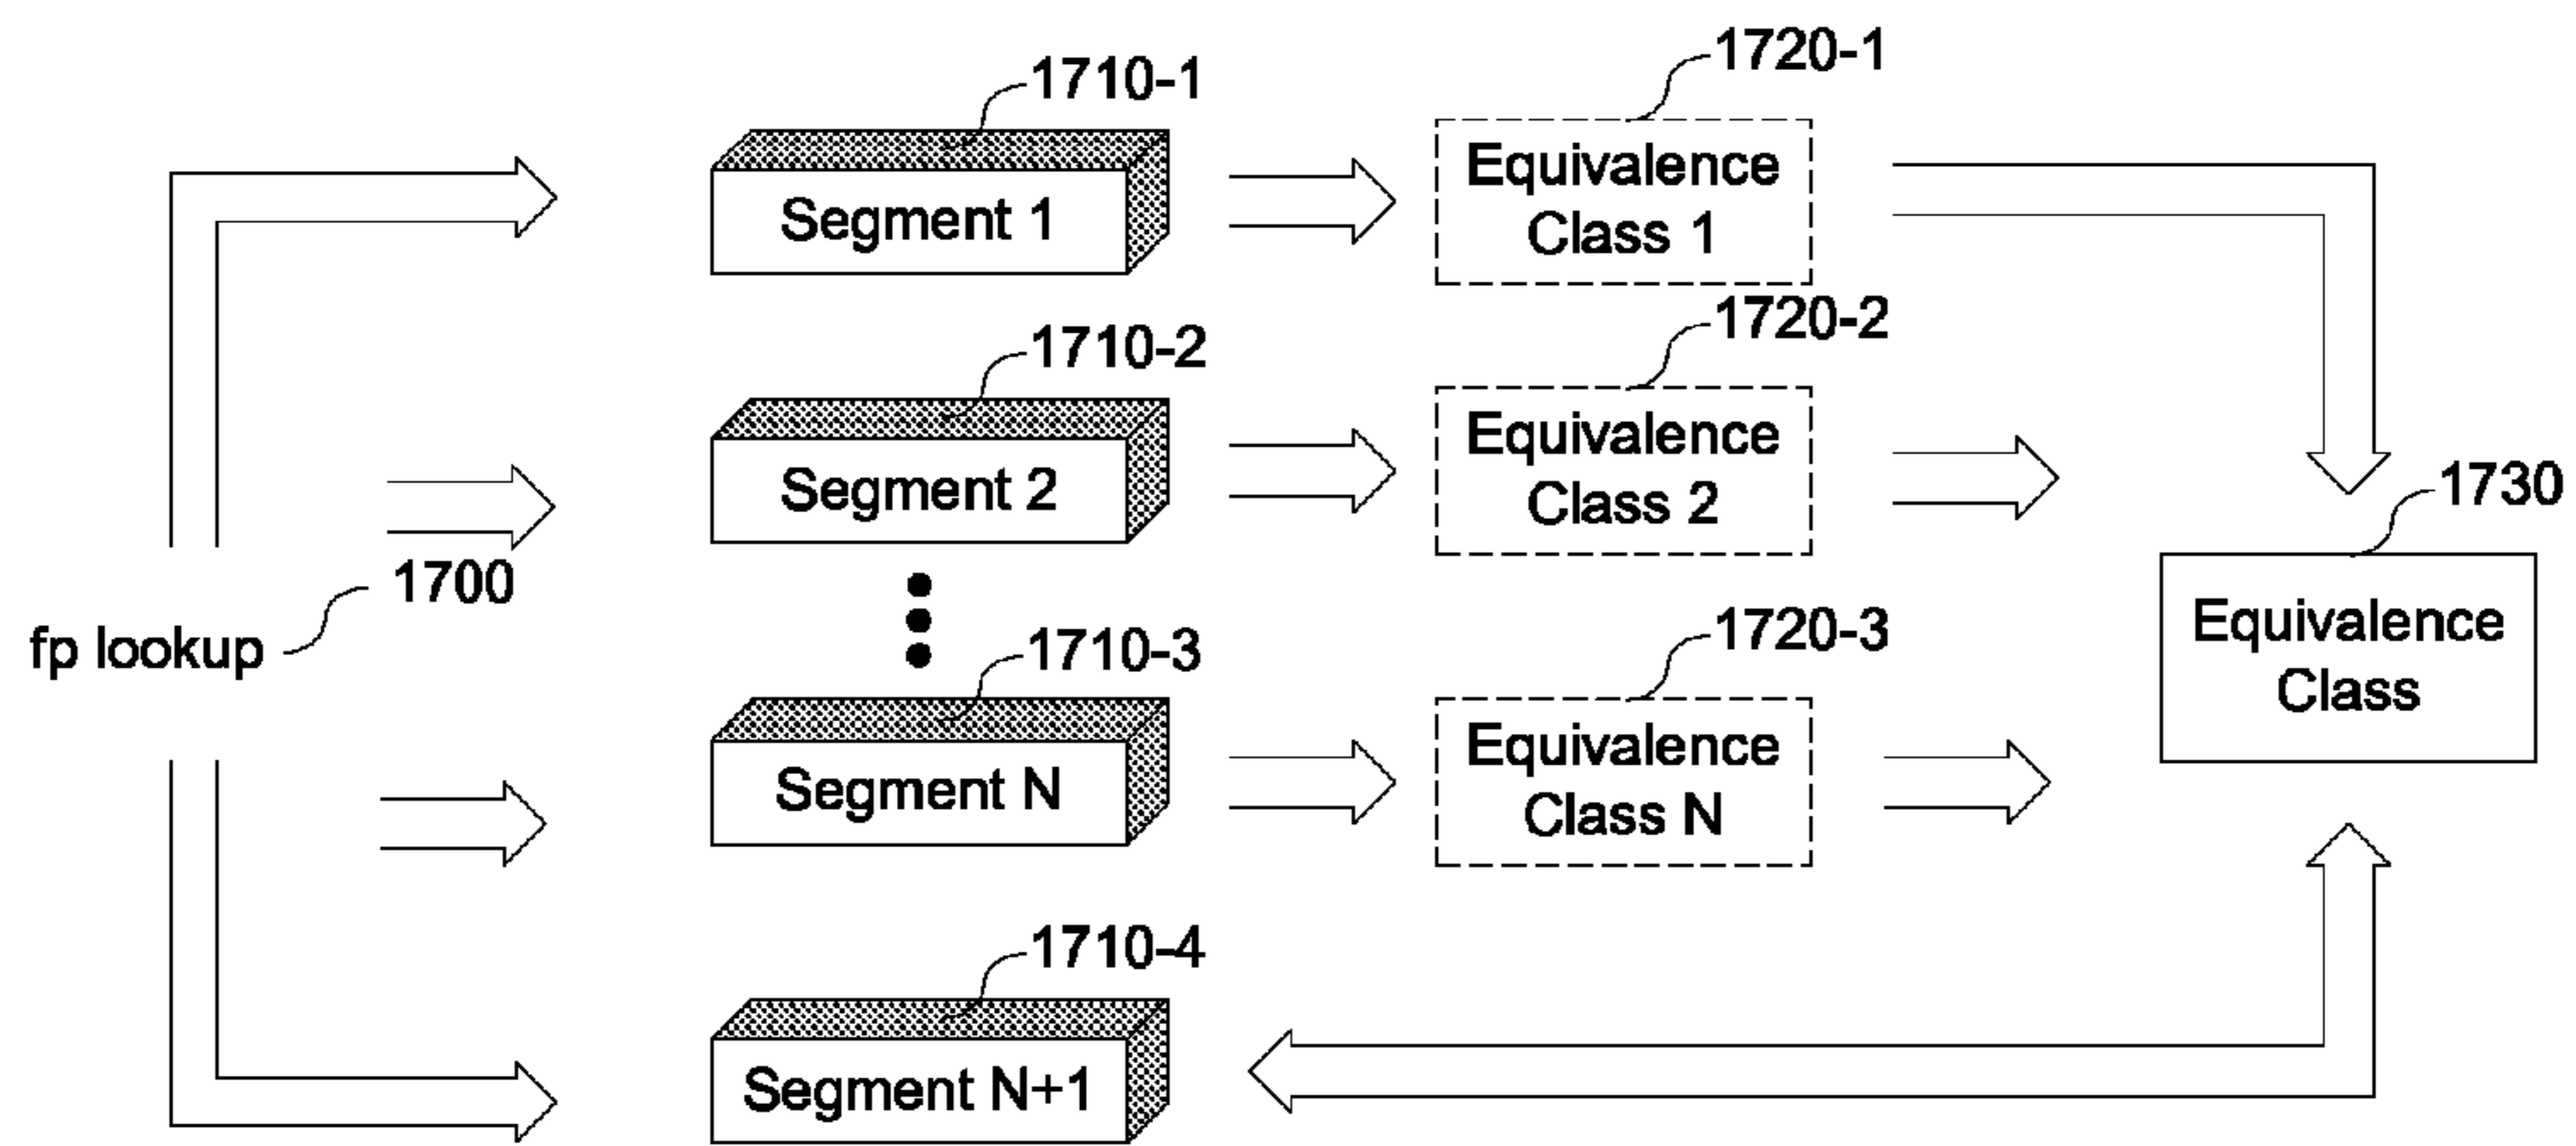 1720-1
1710-1
Equivalence
Class 1
Segment 1
1720-2
1710-2
Equivalence
Class 2
Segment 2
1730
1700
fp lookup
1720-3
1710-3
Equivalence
Class
Equivalence
Class N
Segment N
1710-4
Segment N+1